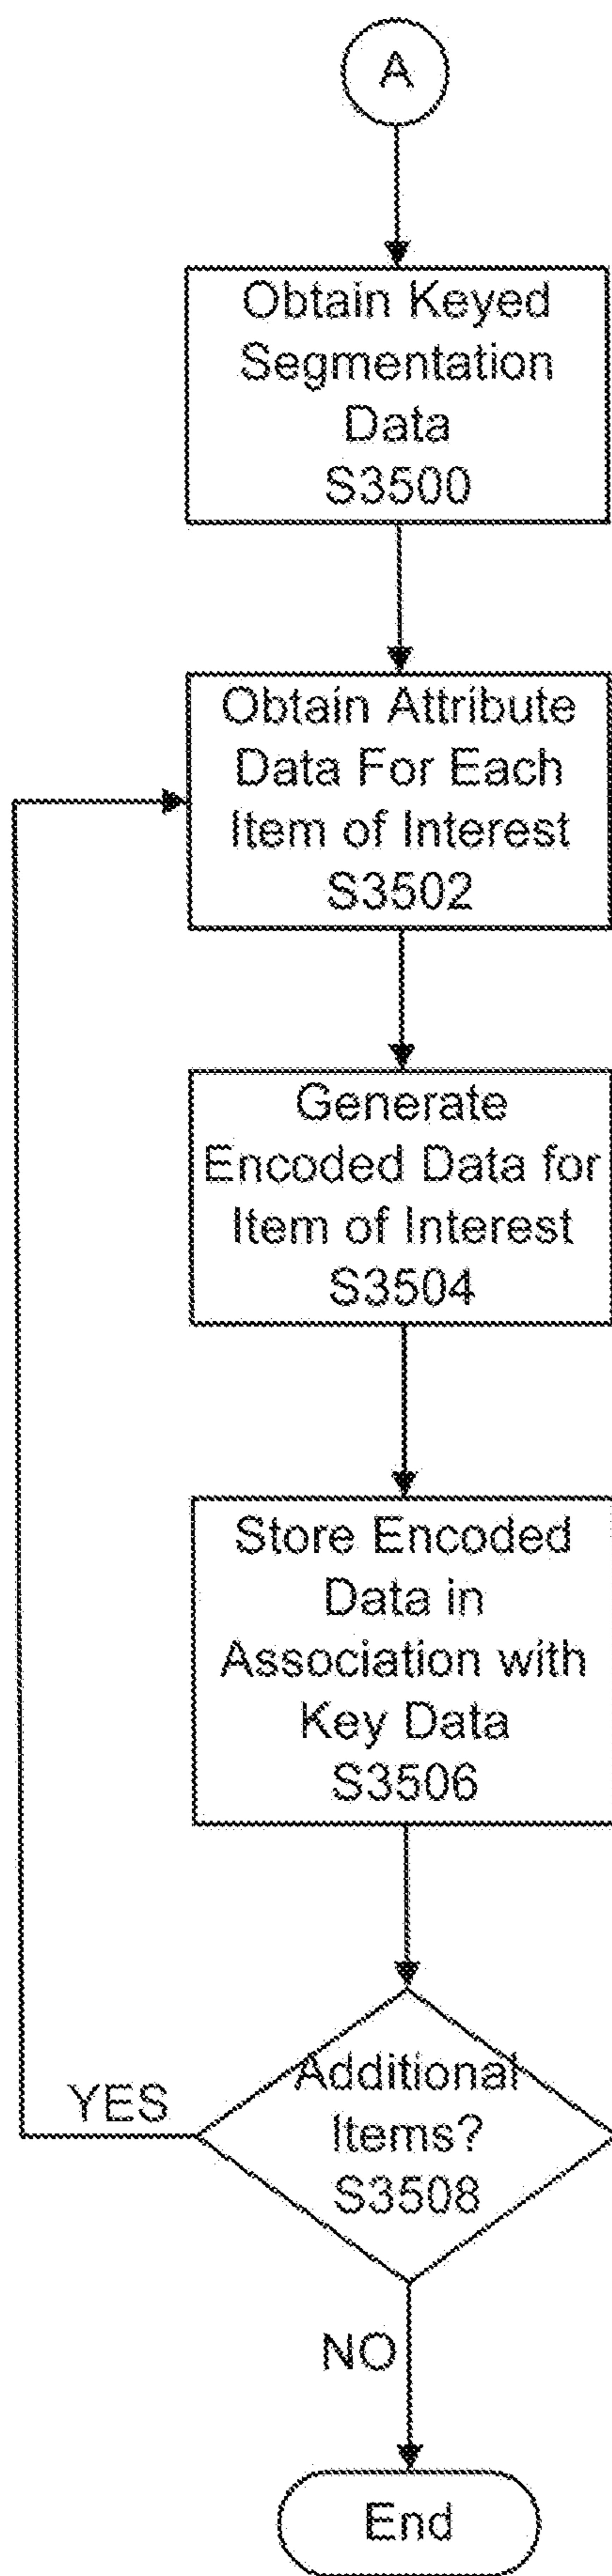 A
Obtain Keyed
Segmentation
Data
S3500
Obtain Attribute
Data For Each
Item of Interest
S3502
Generate
Encoded Data for
Item of Interest
S3504
Store Encoded
Data in
Association with
Key Data
S3506
Additional
Items?
S3508
YES
NO
End